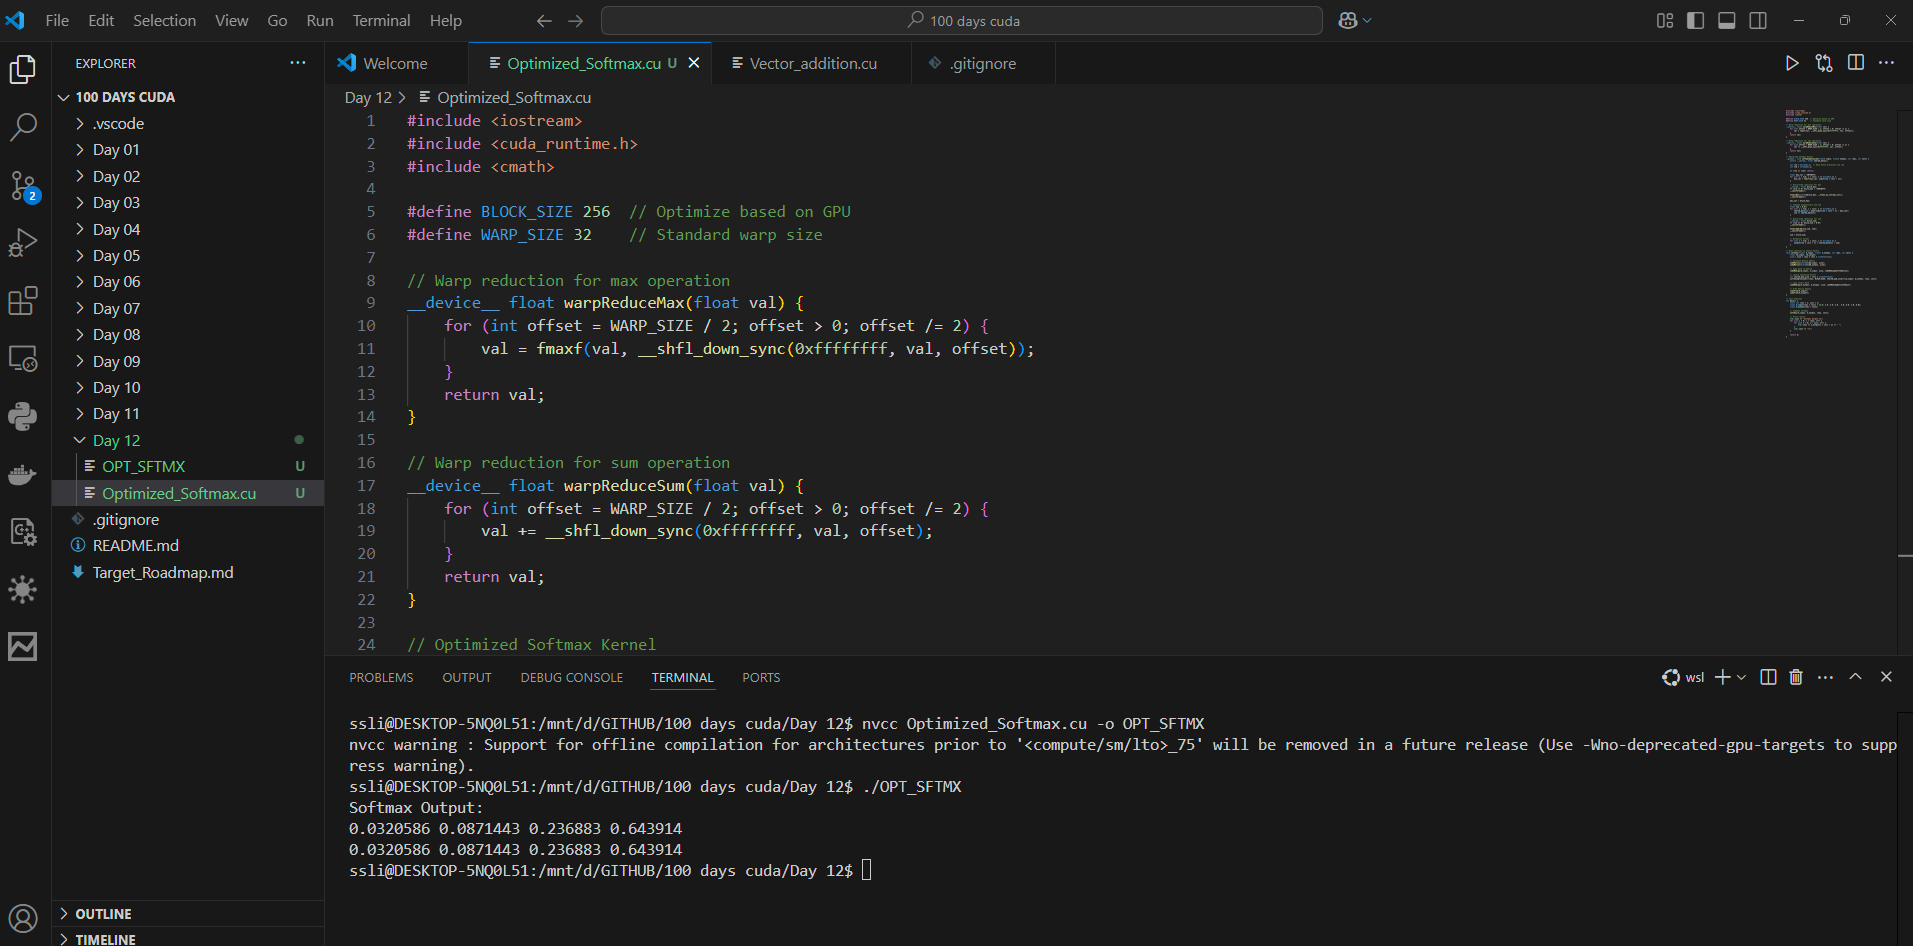 File Edit Selection View Go Run Terminal Help
100 days cuda
EXPLORER
100 DAYS CUDA
.vscode
Day 01
Day 02
Day 03
Day 04
Day 05
Day 06
Day 07
Day 08
Day 09
Day 10
Day 11
Day 12
OPT_SFTMX U
Optimized_Softmax.cu U
.gitignore
README.md
Target_Roadmap.md
OUTLINE
TIMELINE
2
Welcome
Optimized_Softmax.cu U
Vector_addition.cu
.gitignore
Day 12 > Optimized_Softmax.cu
1 #include <iostream>
2 #include <cuda_runtime.h>
3 #include <cmath>
4
5 #define BLOCK_SIZE 256  // Optimize based on GPU
6 #define WARP_SIZE 32    // Standard warp size
7
8 // Warp reduction for max operation
9 __device__ float warpReduceMax(float val) {
10     for (int offset = WARP_SIZE / 2; offset > 0; offset /= 2) {
11         val = fmaxf(val, __shfl_down_sync(0xffffffff, val, offset));
12     }
13     return val;
14 }
15
16 // Warp reduction for sum operation
17 __device__ float warpReduceSum(float val) {
18     for (int offset = WARP_SIZE / 2; offset > 0; offset /= 2) {
19         val += __shfl_down_sync(0xffffffff, val, offset);
20     }
21     return val;
22 }
23
24 // Optimized Softmax Kernel
PROBLEMS OUTPUT DEBUG CONSOLE TERMINAL PORTS
wsl
ssli@DESKTOP-5NQ0L51:/mnt/d/GITHUB/100 days cuda/Day 12$ nvcc Optimized_Softmax.cu -o OPT_SFTMX
nvcc warning : Support for offline compilation for architectures prior to '<compute/sm/lto>_75' will be removed in a future release (Use -Wno-deprecated-gpu-targets to supp
ress warning).
ssli@DESKTOP-5NQ0L51:/mnt/d/GITHUB/100 days cuda/Day 12$ ./OPT_SFTMX
Softmax Output:
0.0320586 0.0871443 0.236883 0.643914
0.0320586 0.0871443 0.236883 0.643914
ssli@DESKTOP-5NQ0L51:/mnt/d/GITHUB/100 days cuda/Day 12$